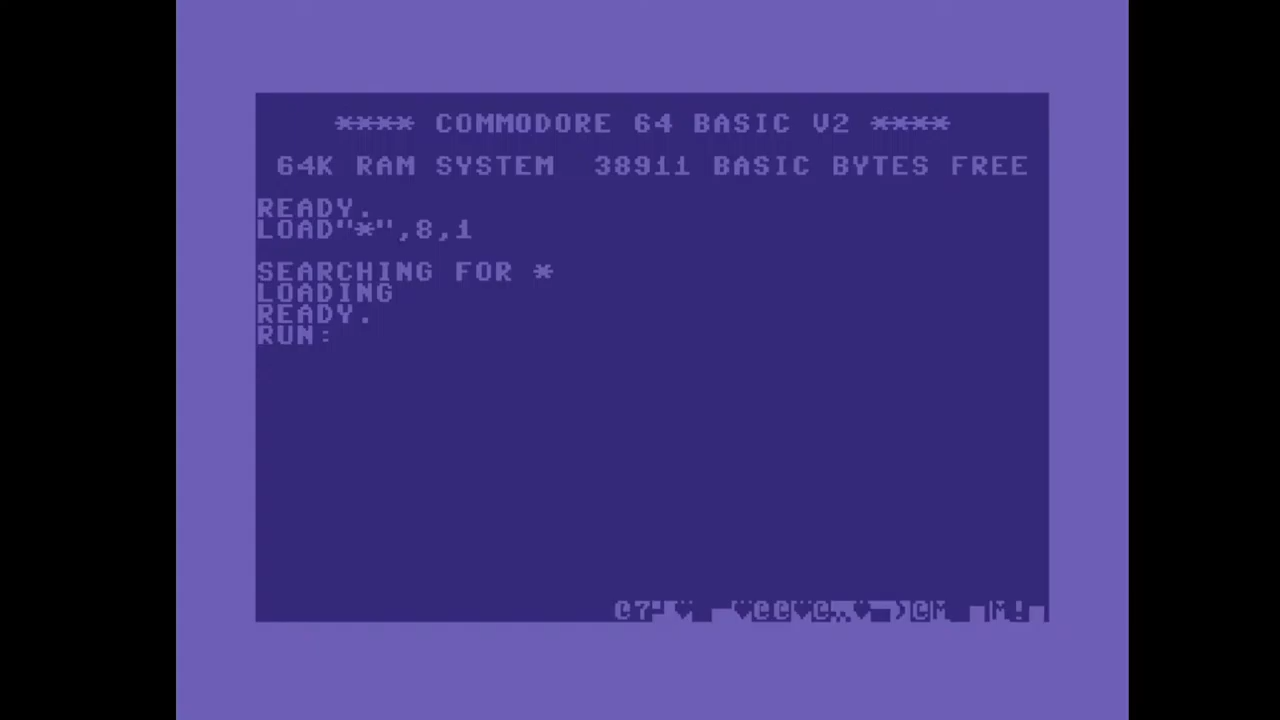 **** COMMODORE 64 BASIC V2 ****
64K RAM SYSTEM  38911 BASIC BYTES FREE
READY.
LOAD"*",8,1
SEARCHING FOR *
LOADING
READY.
RUN: